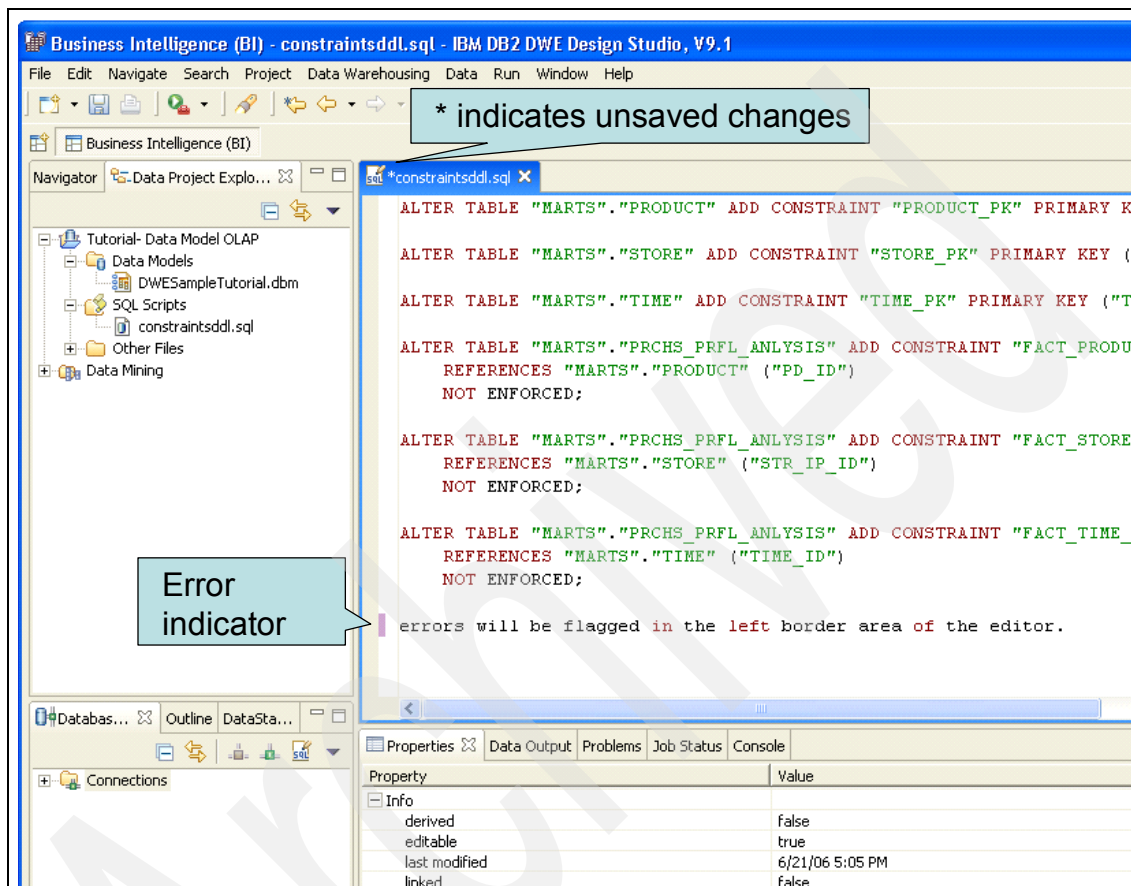 Business Intelligence (BI) - constraintsddl.sql - IBM DB2 DWE Design Studio, V9.1
File Edit Navigate Search Project Data Warehousing Data Run Window Help
* indicates unsaved changes
Business Intelligence (BI)
Navigator Data Project Explo...
*constraintsddl.sql
Tutorial- Data Model OLAP
Data Models
DWESampleTutorial.dbm
SQL Scripts
constraintsddl.sql
Other Files
Data Mining
ALTER TABLE "MARTS"."PRODUCT" ADD CONSTRAINT "PRODUCT_PK" PRIMARY K
ALTER TABLE "MARTS"."STORE" ADD CONSTRAINT "STORE_PK" PRIMARY KEY (
ALTER TABLE "MARTS"."TIME" ADD CONSTRAINT "TIME_PK" PRIMARY KEY ("T
ALTER TABLE "MARTS"."PRCHS_PRFL_ANLYSIS" ADD CONSTRAINT "FACT_PRODU
REFERENCES "MARTS"."PRODUCT" ("PD_ID")
NOT ENFORCED;
ALTER TABLE "MARTS"."PRCHS_PRFL_ANLYSIS" ADD CONSTRAINT "FACT_STORE
REFERENCES "MARTS"."STORE" ("STR_IP_ID")
NOT ENFORCED;
ALTER TABLE "MARTS"."PRCHS_PRFL_ANLYSIS" ADD CONSTRAINT "FACT_TIME_
REFERENCES "MARTS"."TIME" ("TIME_ID")
NOT ENFORCED;
Error
indicator
errors will be flagged in the left border area of the editor.
Databas... Outline DataSta...
Connections
Properties Data Output Problems Job Status Console
Property Value
Info
derived false
editable true
last modified 6/21/06 5:05 PM
linked false
Archived